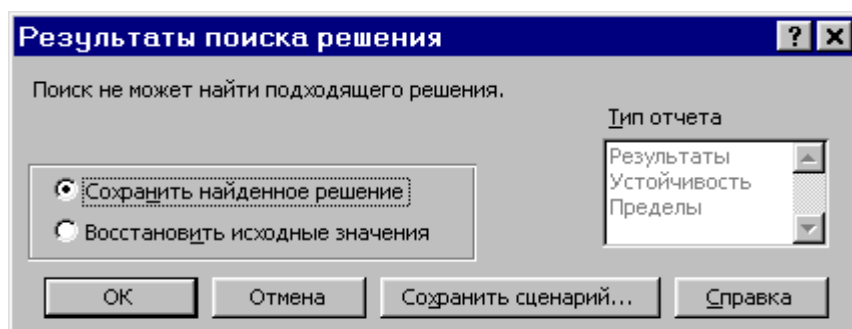 Результаты поиска решения
Поиск не может найти подходящего решения.
Тип отчета
Результаты
Устойчивость
Пределы
Сохранить найденное решение
Восстановить исходные значения
ОК Отмена Сохранить сценарий... Справка